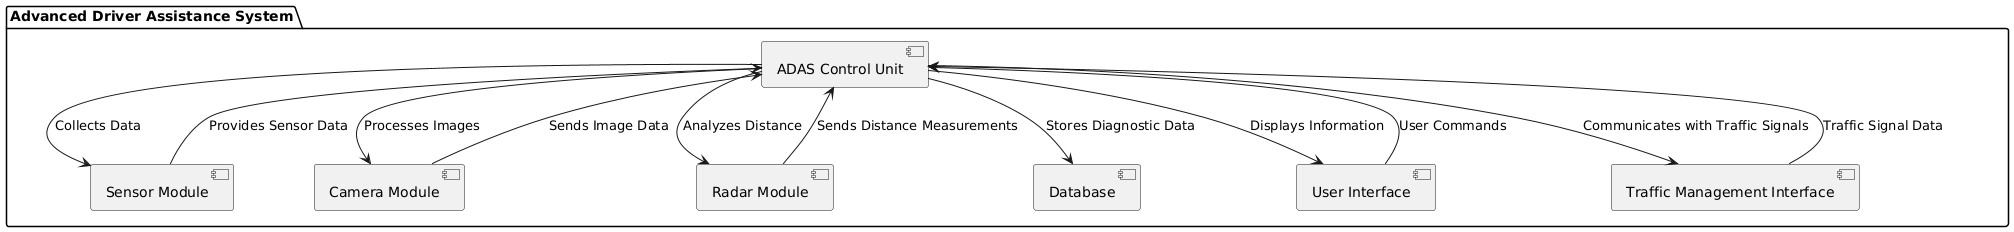 Advanced Driver Assistance System
ADAS Control Unit
Collects Data
Provides Sensor Data
Processes Images
Sends Image Data
Analyzes Distance
Sends Distance Measurements
Stores Diagnostic Data
Displays Information
User Commands
Communicates with Traffic Signals
Traffic Signal Data
Sensor Module
Camera Module
Radar Module
Database
User Interface
Traffic Management Interface